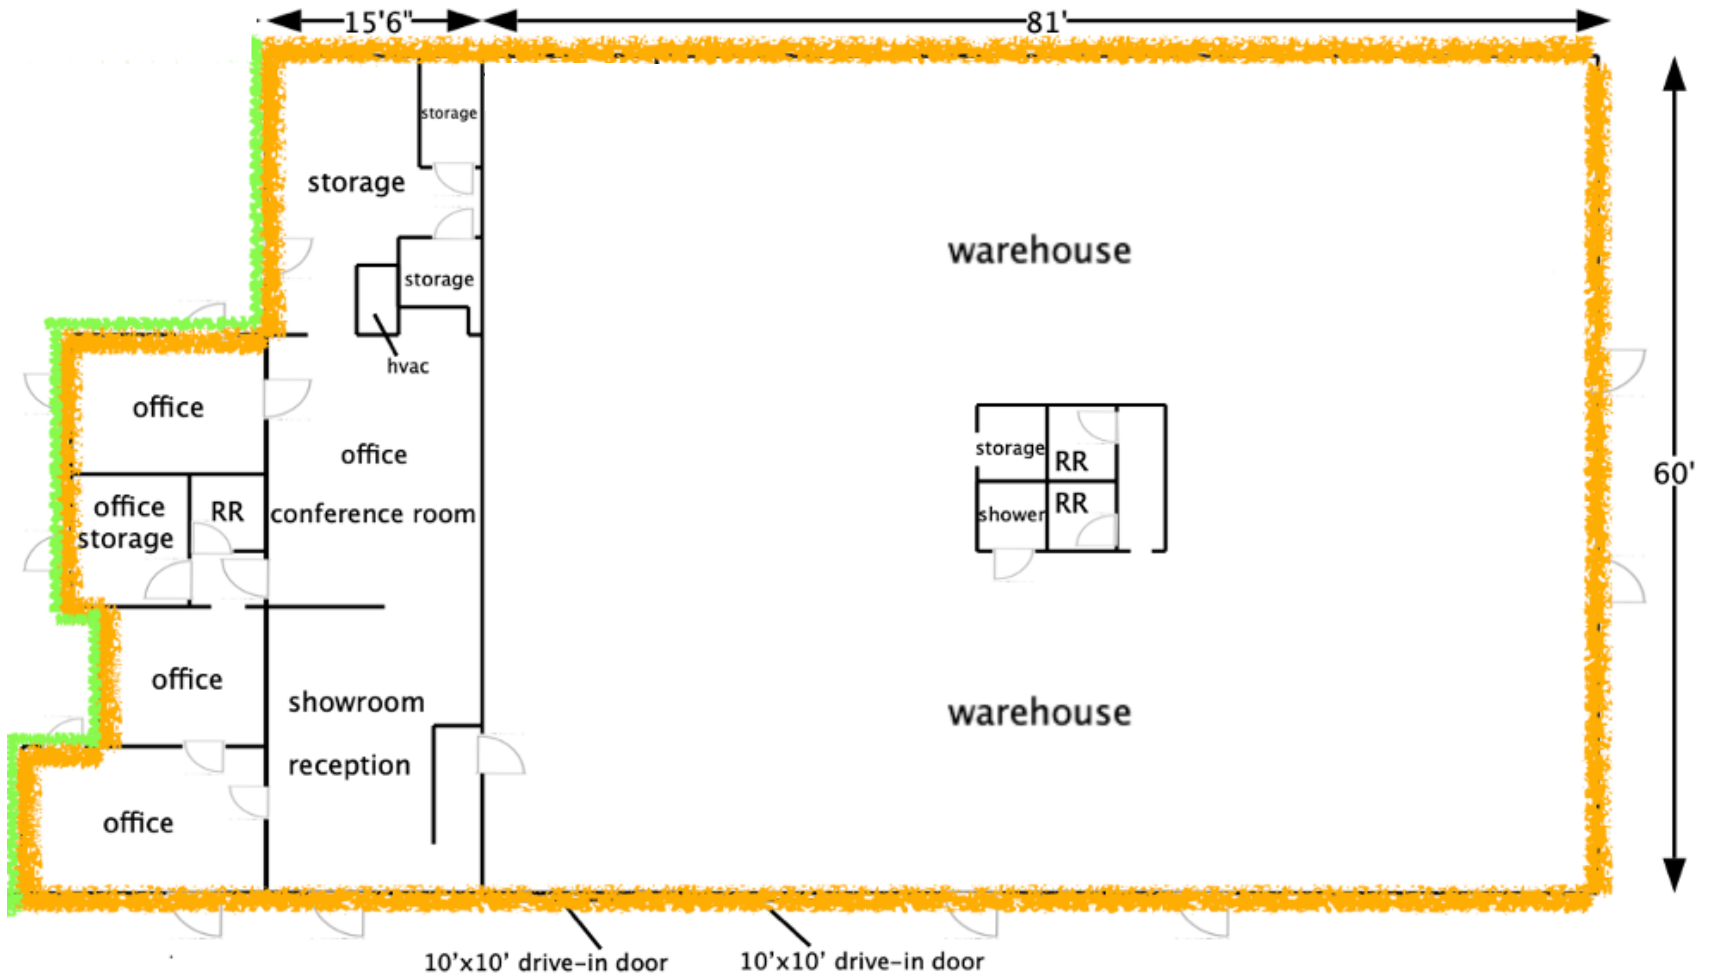 15'6"
81'
storage
storage
warehouse
storage
hvac
office
office
storage
RR
60'
office
storage
RR
conference room
shower
RR
office
showroom
warehouse
reception
office
10'x10' drive-in door
10'x10' drive-in door